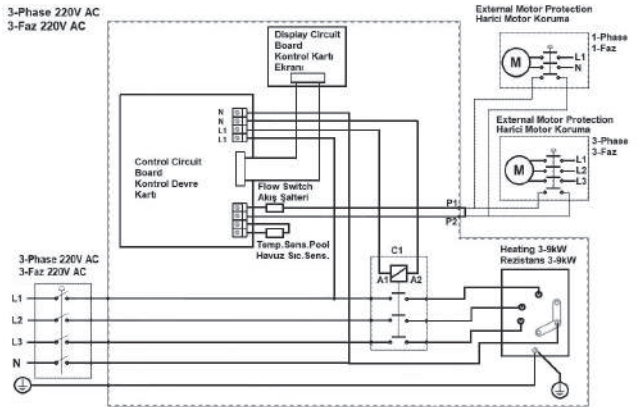 3-Phase 220V AC
3-Faz 220V AC
Display Circuit
Board
Kontrol Kartı
Ekranı
External Motor Protection
Harici Motor Koruma
1-Phase
1-Faz
M
L1
N
External Motor Protection
Harici Motor Koruma
3-Phase
3-Faz
M
L1
L2
L3
N
N
L1
L1
Control Circuit
Board
Kontrol Devre
Kartı
Flow Switch
Akış Şalteri
P1
P2
Temp.Sens.Pool
Havuz Sıc.Sens.
C1
A1
A2
Heating 3-9kW
Rezistans 3-9kW
3-Phase 220V AC
3-Faz 220V AC
L1
L2
L3
N